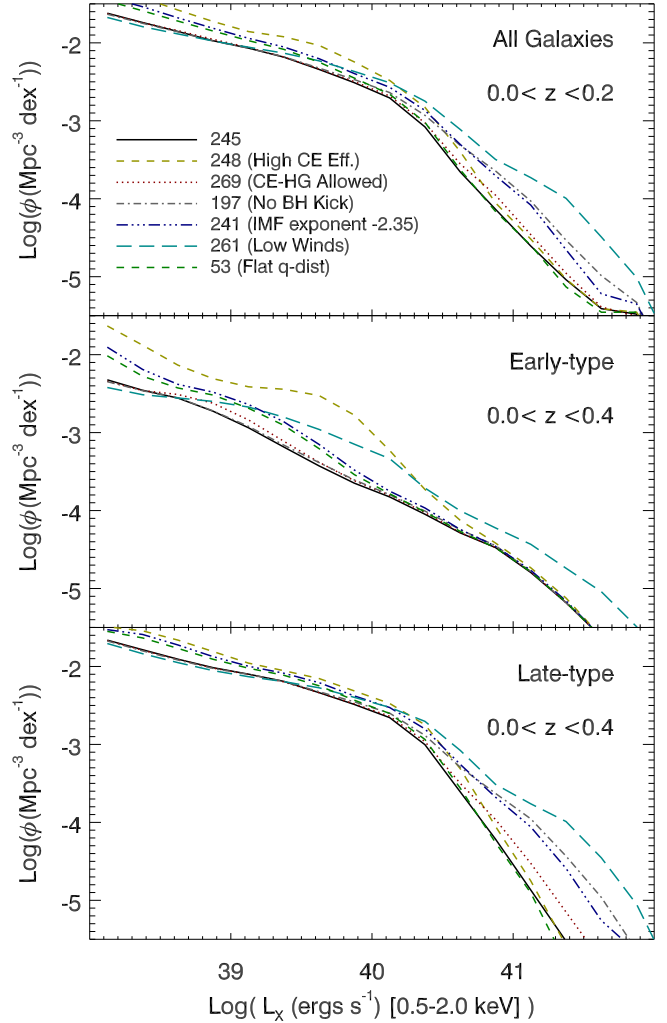 All Galaxies
0.0< z <0.2
-2
-3
-4
-5
Log(ϕ(Mpc⁻³ dex⁻¹))
245
248 (High CE Eff.)
269 (CE-HG Allowed)
197 (No BH Kick)
241 (IMF exponent -2.35)
261 (Low Winds)
53 (Flat q-dist)
Early-type
0.0< z <0.4
-2
-3
-4
-5
Log(ϕ(Mpc⁻³ dex⁻¹))
Late-type
0.0< z <0.4
-2
-3
-4
-5
Log(ϕ(Mpc⁻³ dex⁻¹))
39 40 41
Log( Lₓ (ergs s⁻¹) [0.5-2.0 keV] )